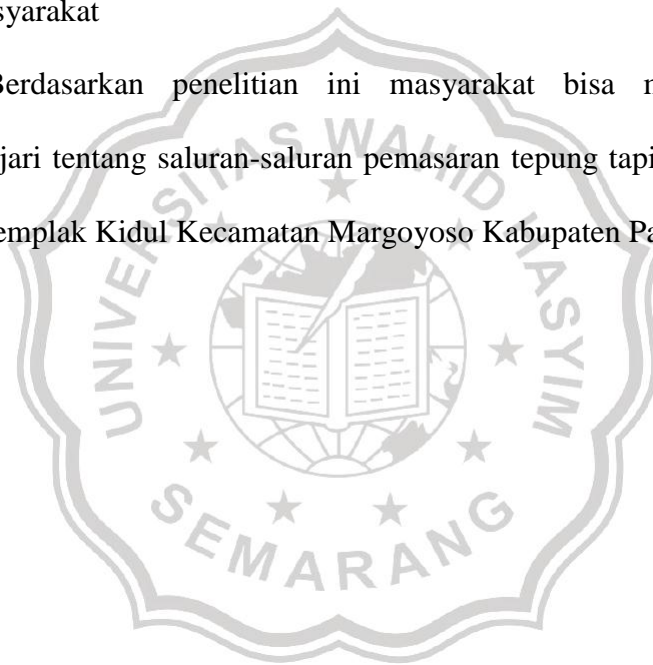 syarakat
Berdasarkan penelitian ini masyarakat bisa m
jari tentang saluran-saluran pemasaran tepung tapi
emplak Kidul Kecamatan Margoyoso Kabupaten Pa
UNIVERSITAS WAHID HASYIM
SEMARANG